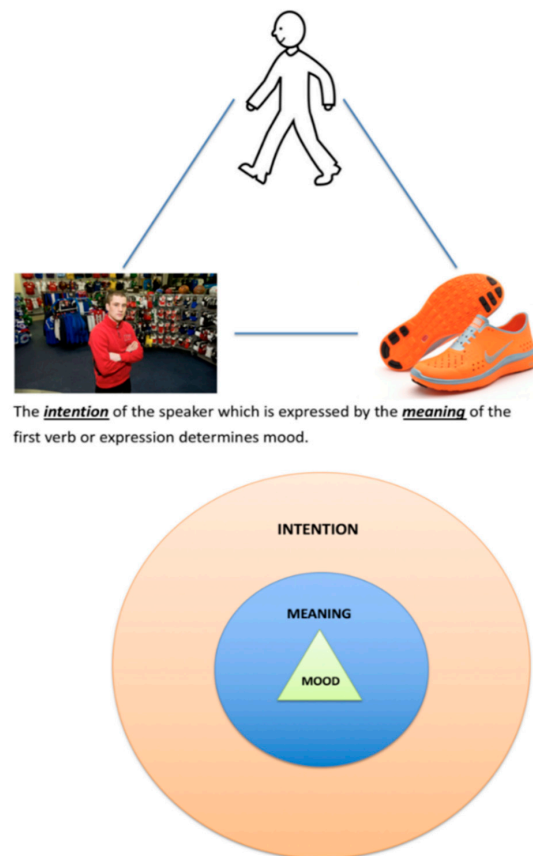 The intention of the speaker which is expressed by the meaning of the
first verb or expression determines mood.
INTENTION
MEANING
MOOD